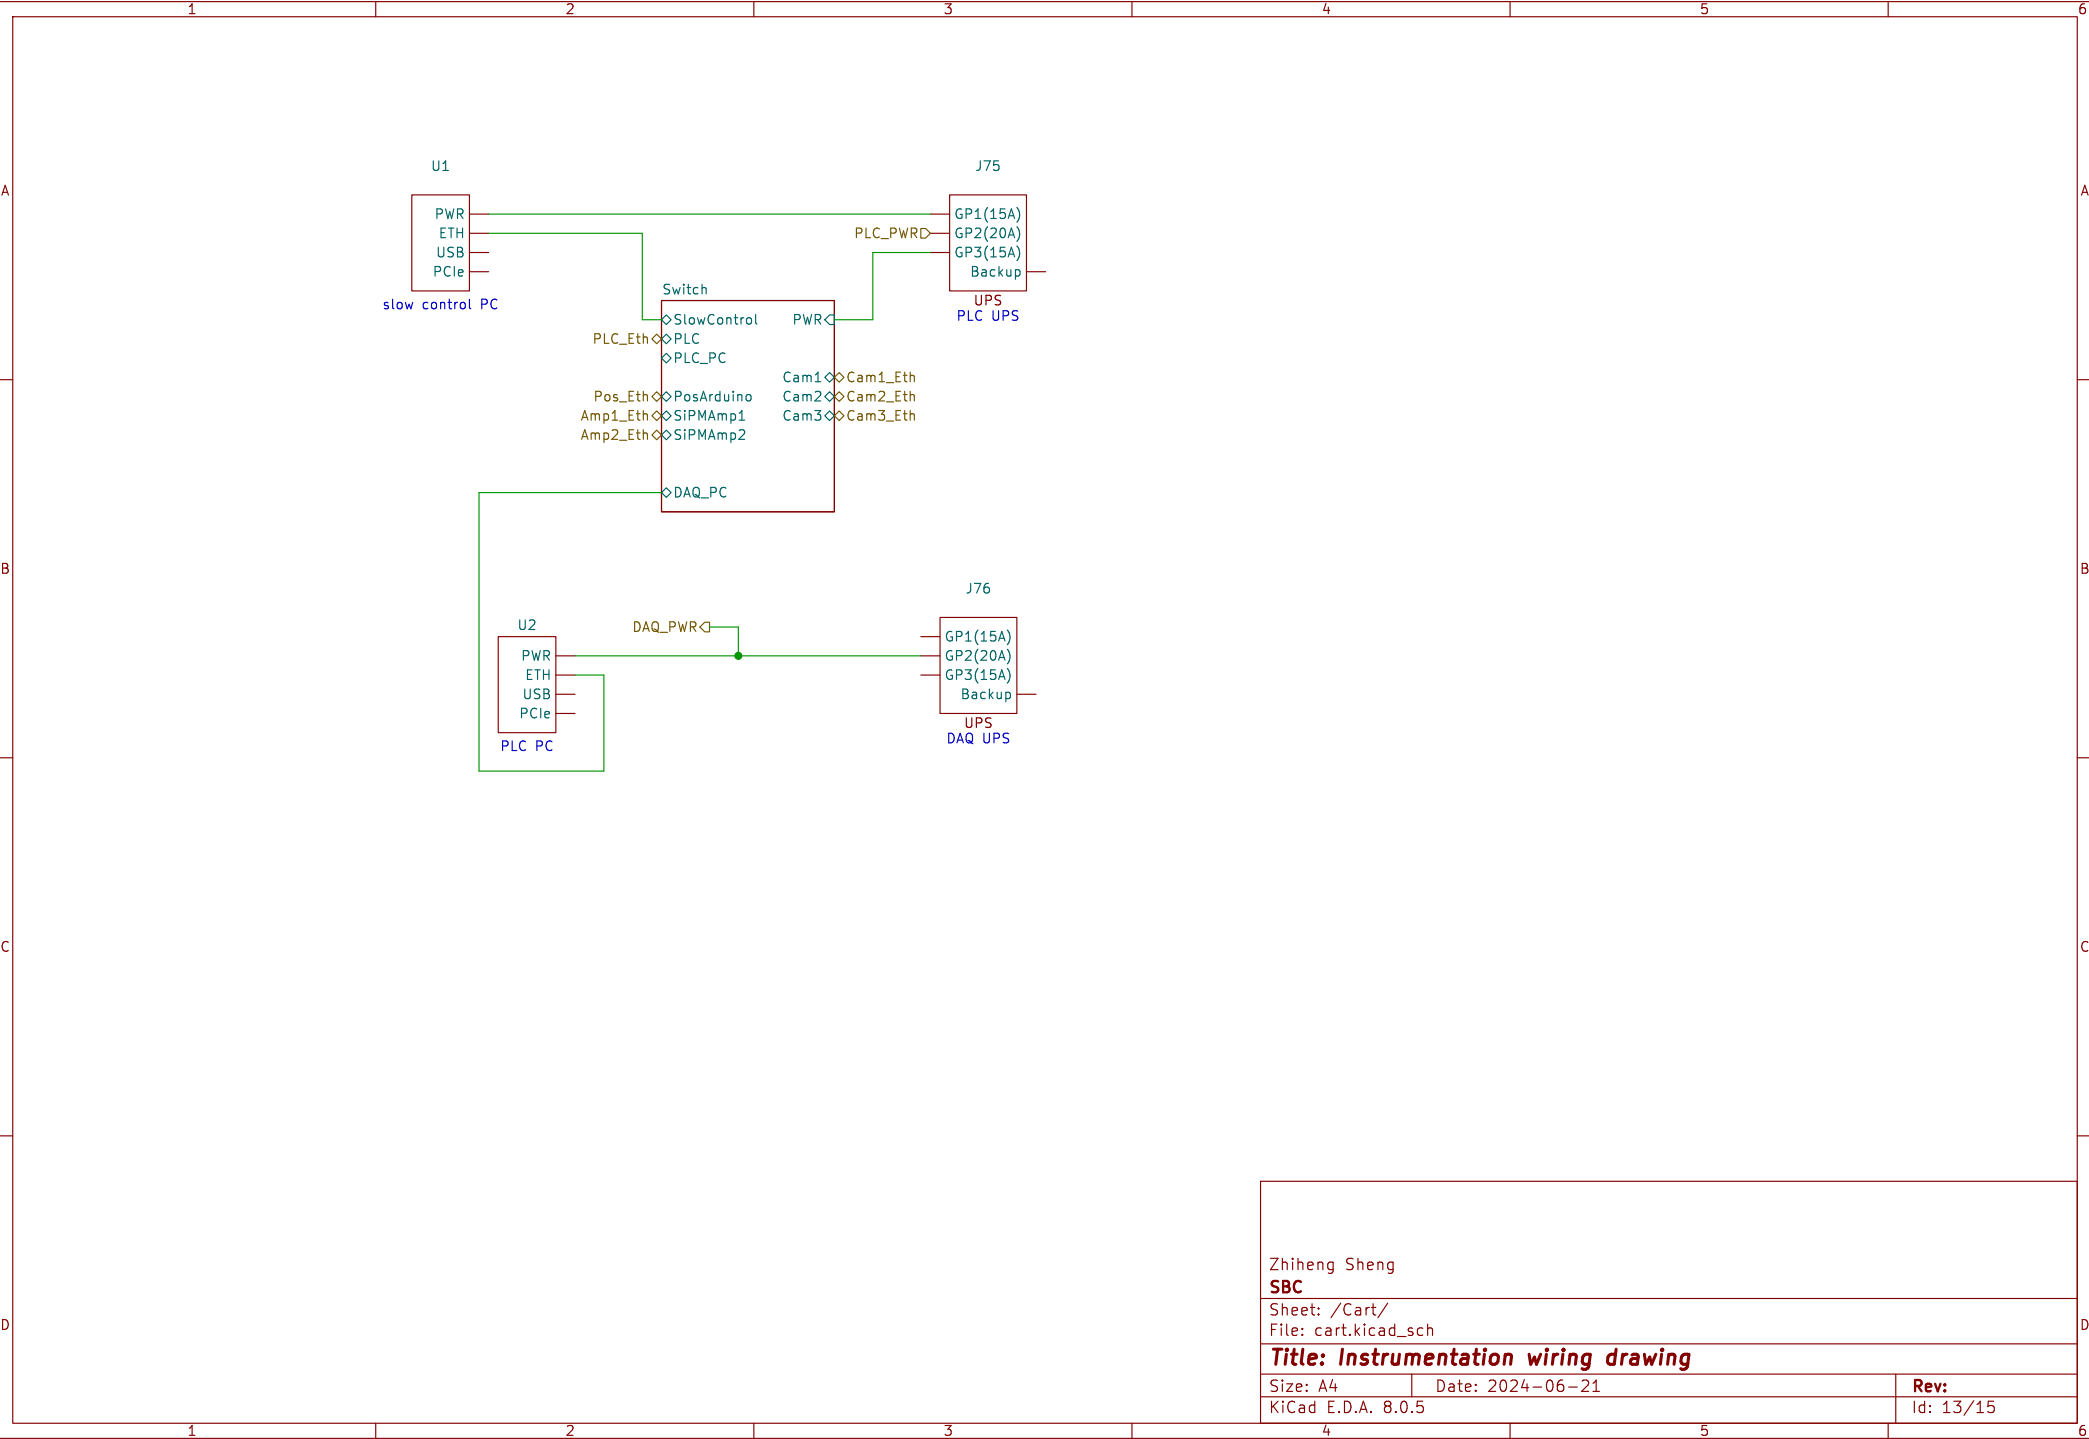 1 2 3 4 5 6
A A
B B
C C
D D
U1
PWR
ETH
USB
PCIe
slow control PC
J75
GP1(15A)
PLC_PWR GP2(20A)
GP3(15A)
Backup
UPS
PLC UPS
Switch
SlowControl PWR
PLC_Eth PLC
PLC_PC
Cam1 Cam1_Eth
Pos_Eth PosArduino Cam2 Cam2_Eth
Amp1_Eth SiPMAmp1 Cam3 Cam3_Eth
Amp2_Eth SiPMAmp2
DAQ_PC
U2
DAQ_PWR
PWR
ETH
USB
PCIe
PLC PC
J76
GP1(15A)
GP2(20A)
GP3(15A)
Backup
UPS
DAQ UPS
Zhiheng Sheng
SBC
Sheet: /Cart/
File: cart.kicad_sch
Title: Instrumentation wiring drawing
Size: A4 Date: 2024-06-21 Rev:
KiCad E.D.A. 8.0.5 Id: 13/15
1 2 3 4 5 6